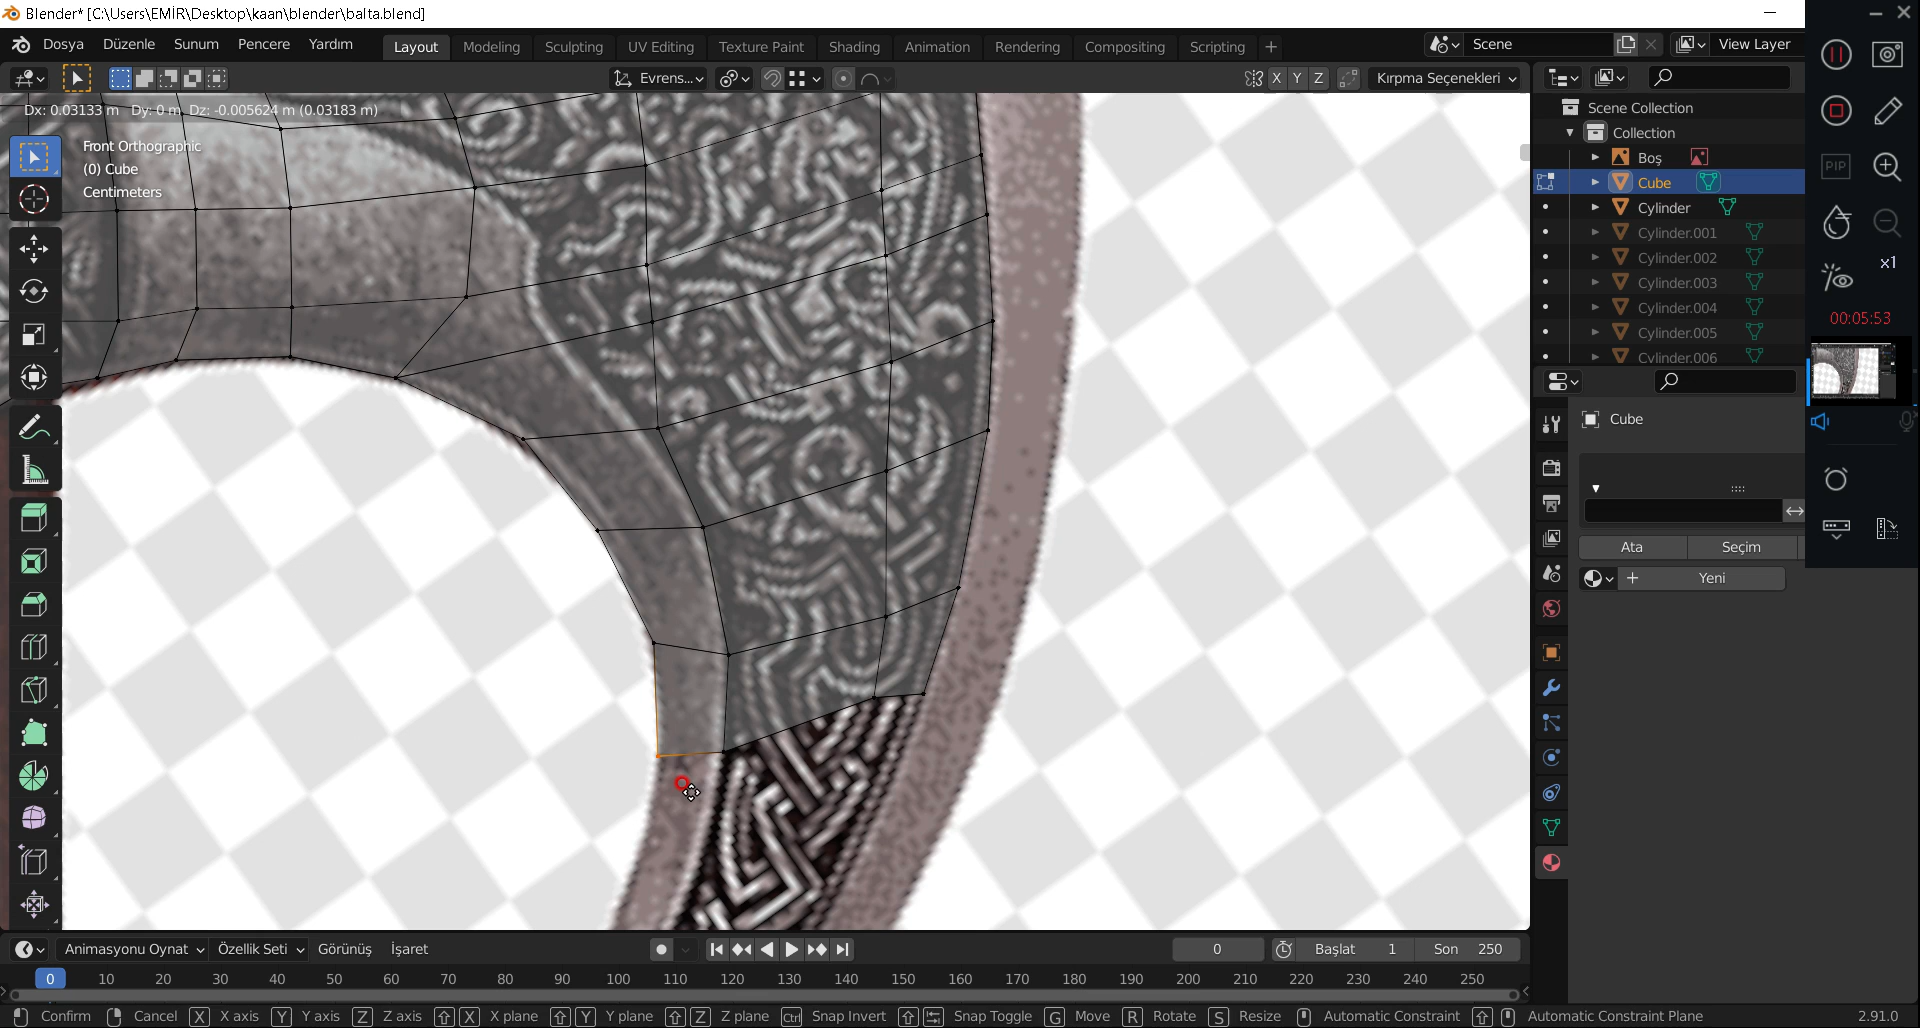 Blender* [C:\Users\EMİR\Desktop\kaan\blender\balta.blend]
Dosya Düzenle Sunum Pencere Yardım Layout Modeling Sculpting UV Editing Texture Paint Shading Animation Rendering Compositing Scripting + Scene View Layer
Evrens... X Y Z Kırpma Seçenekleri
Dx: 0.03133 m Dy: 0 m Dz: -0.005624 m (0.03183 m)
Front Orthographic
(0) Cube
Centimeters
Scene Collection
Collection
Boş
Cube
Cylinder
Cylinder.001
Cylinder.002
Cylinder.003
Cylinder.004
Cylinder.005
Cylinder.006
PIP
x1
00:05:53
Cube
Ata Seçim
+ Yeni
Animasyonu Oynat Özellik Seti Görünüş İşaret 0 Başlat 1 Son 250
0 10 20 30 40 50 60 70 80 90 100 110 120 130 140 150 160 170 180 190 200 210 220 230 240 250
Confirm Cancel X X axis Y Y axis Z Z axis X X plane Y Y plane Z Z plane Ctrl Snap Invert Snap Toggle G Move R Rotate S Resize Automatic Constraint Automatic Constraint Plane 2.91.0